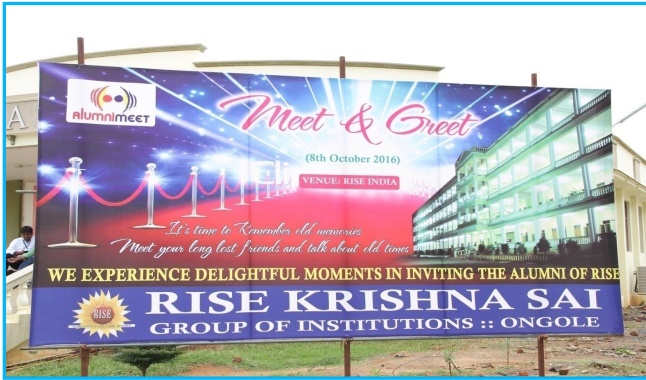 A
AlumniMEET
Meet & Greet
(8th October 2016)
VENUE: RISE INDIA
It's time to Remember old memories
Meet your long lost friends and talk about old times
WE EXPERIENCE DELIGHTFUL MOMENTS IN INVITING THE ALUMNI OF RISE
RISE
RISE KRISHNA SAI
GROUP OF INSTITUTIONS :: ONGOLE